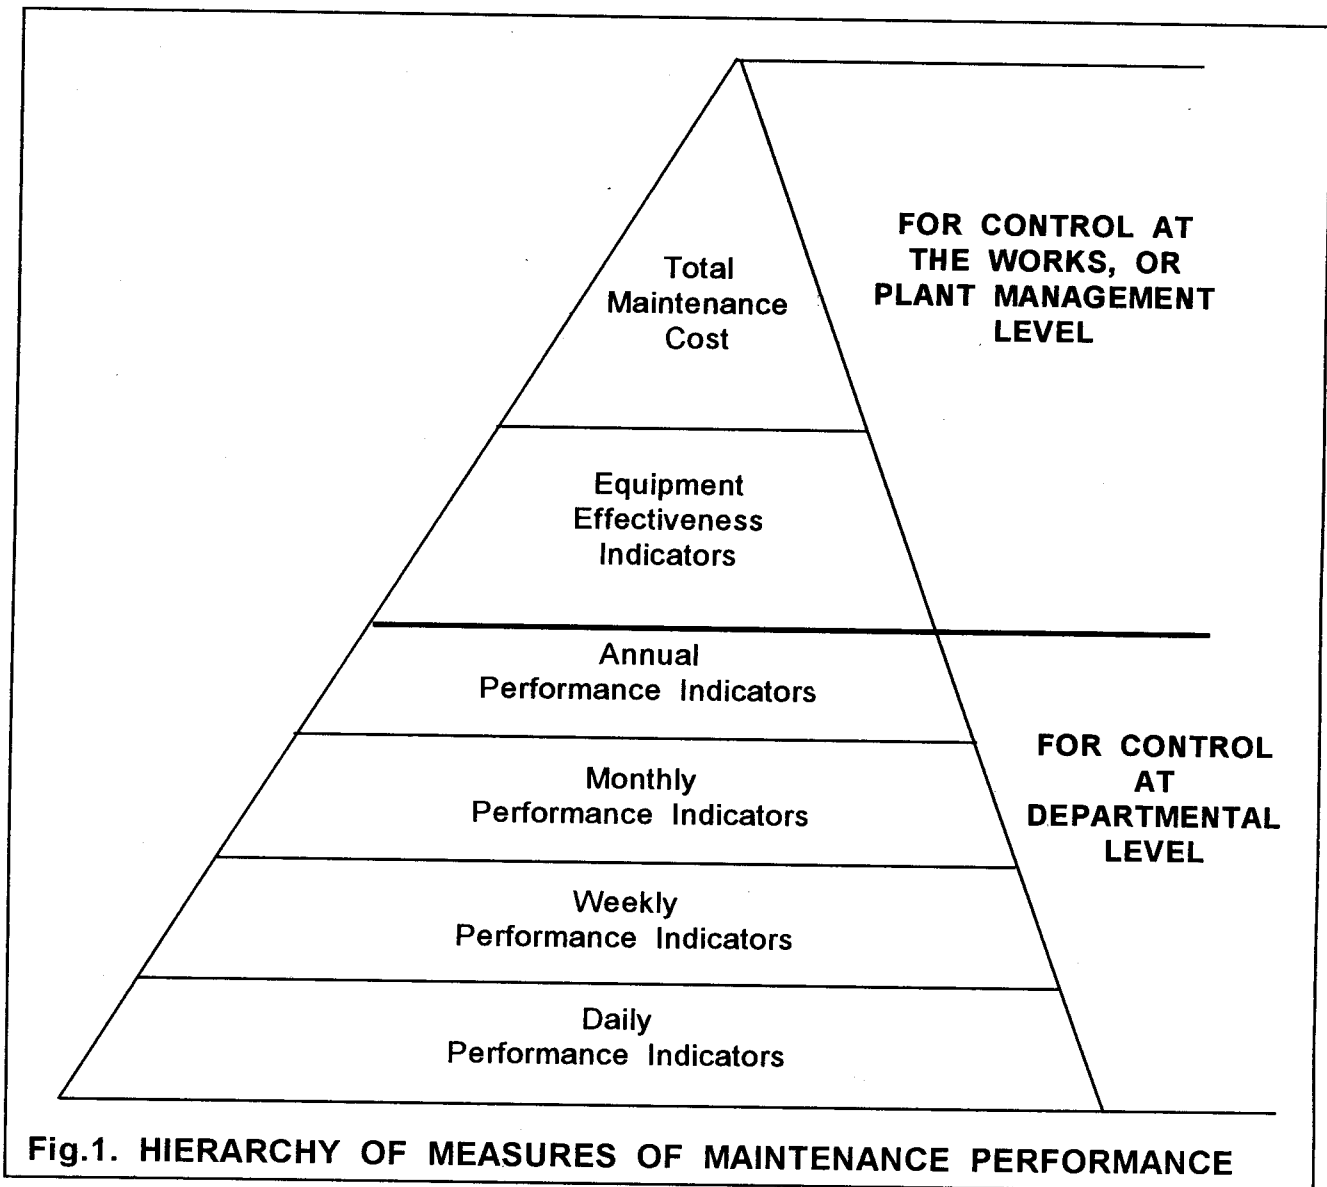 Total
Maintenance
Cost
FOR CONTROL AT
THE WORKS, OR
PLANT MANAGEMENT
LEVEL
Equipment
Effectiveness
Indicators
Annual
Performance Indicators
Monthly
Performance Indicators
FOR CONTROL
AT
DEPARTMENTAL
LEVEL
Weekly
Performance Indicators
Daily
Performance Indicators
Fig.1. HIERARCHY OF MEASURES OF MAINTENANCE PERFORMANCE